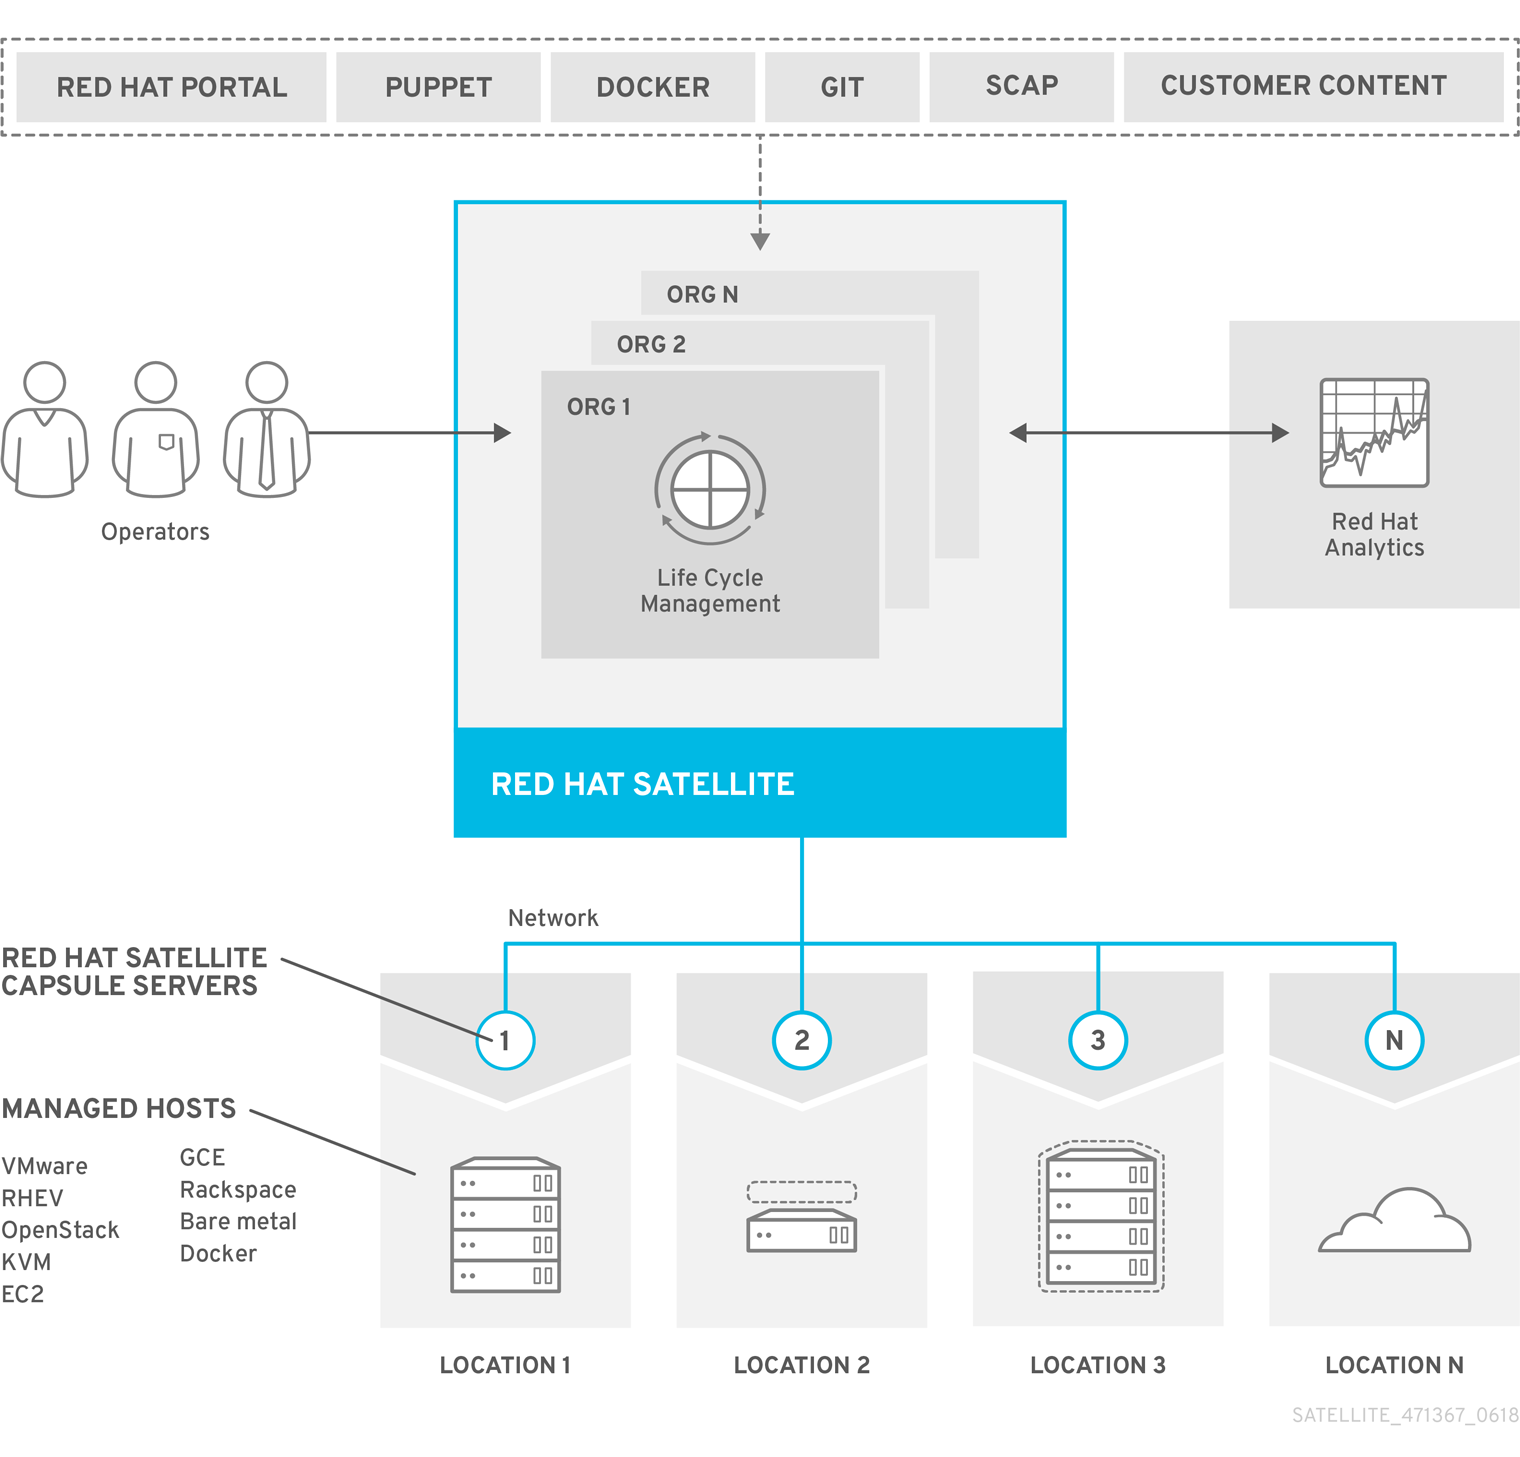 RED HAT PORTAL
PUPPET
DOCKER
GIT
SCAP
CUSTOMER CONTENT
ORG N
ORG 2
ORG 1
Life Cycle
Management
Operators
Red Hat
Analytics
RED HAT SATELLITE
Network
RED HAT SATELLITE
CAPSULE SERVERS
1
2
3
N
MANAGED HOSTS
VMware
RHEV
OpenStack
KVM
EC2
GCE
Rackspace
Bare metal
Docker
LOCATION 1
LOCATION 2
LOCATION 3
LOCATION N
SATELLITE_471367_0618